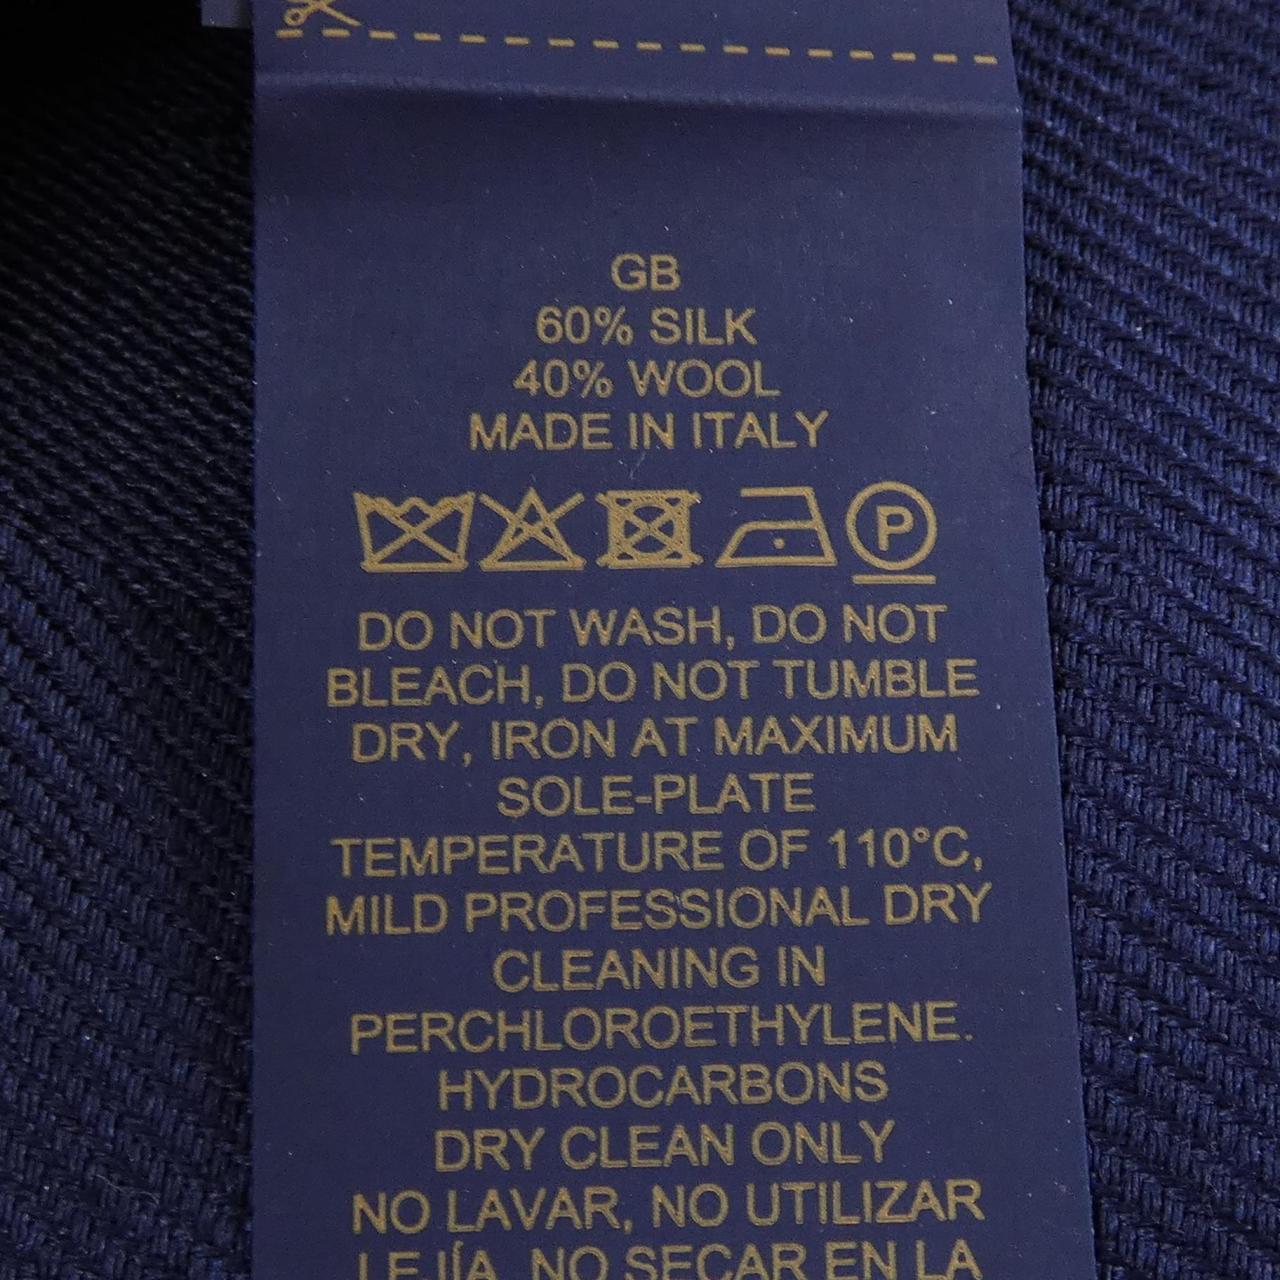 GB
60% SILK
40% WOOL
MADE IN ITALY
P
DO NOT WASH, DO NOT
BLEACH, DO NOT TUMBLE
DRY, IRON AT MAXIMUM
SOLE-PLATE
TEMPERATURE OF 110°C,
MILD PROFESSIONAL DRY
CLEANING IN
PERCHLOROETHYLENE.
HYDROCARBONS
DRY CLEAN ONLY
NO LAVAR, NO UTILIZAR
LEJÍA, NO SECAR EN LA